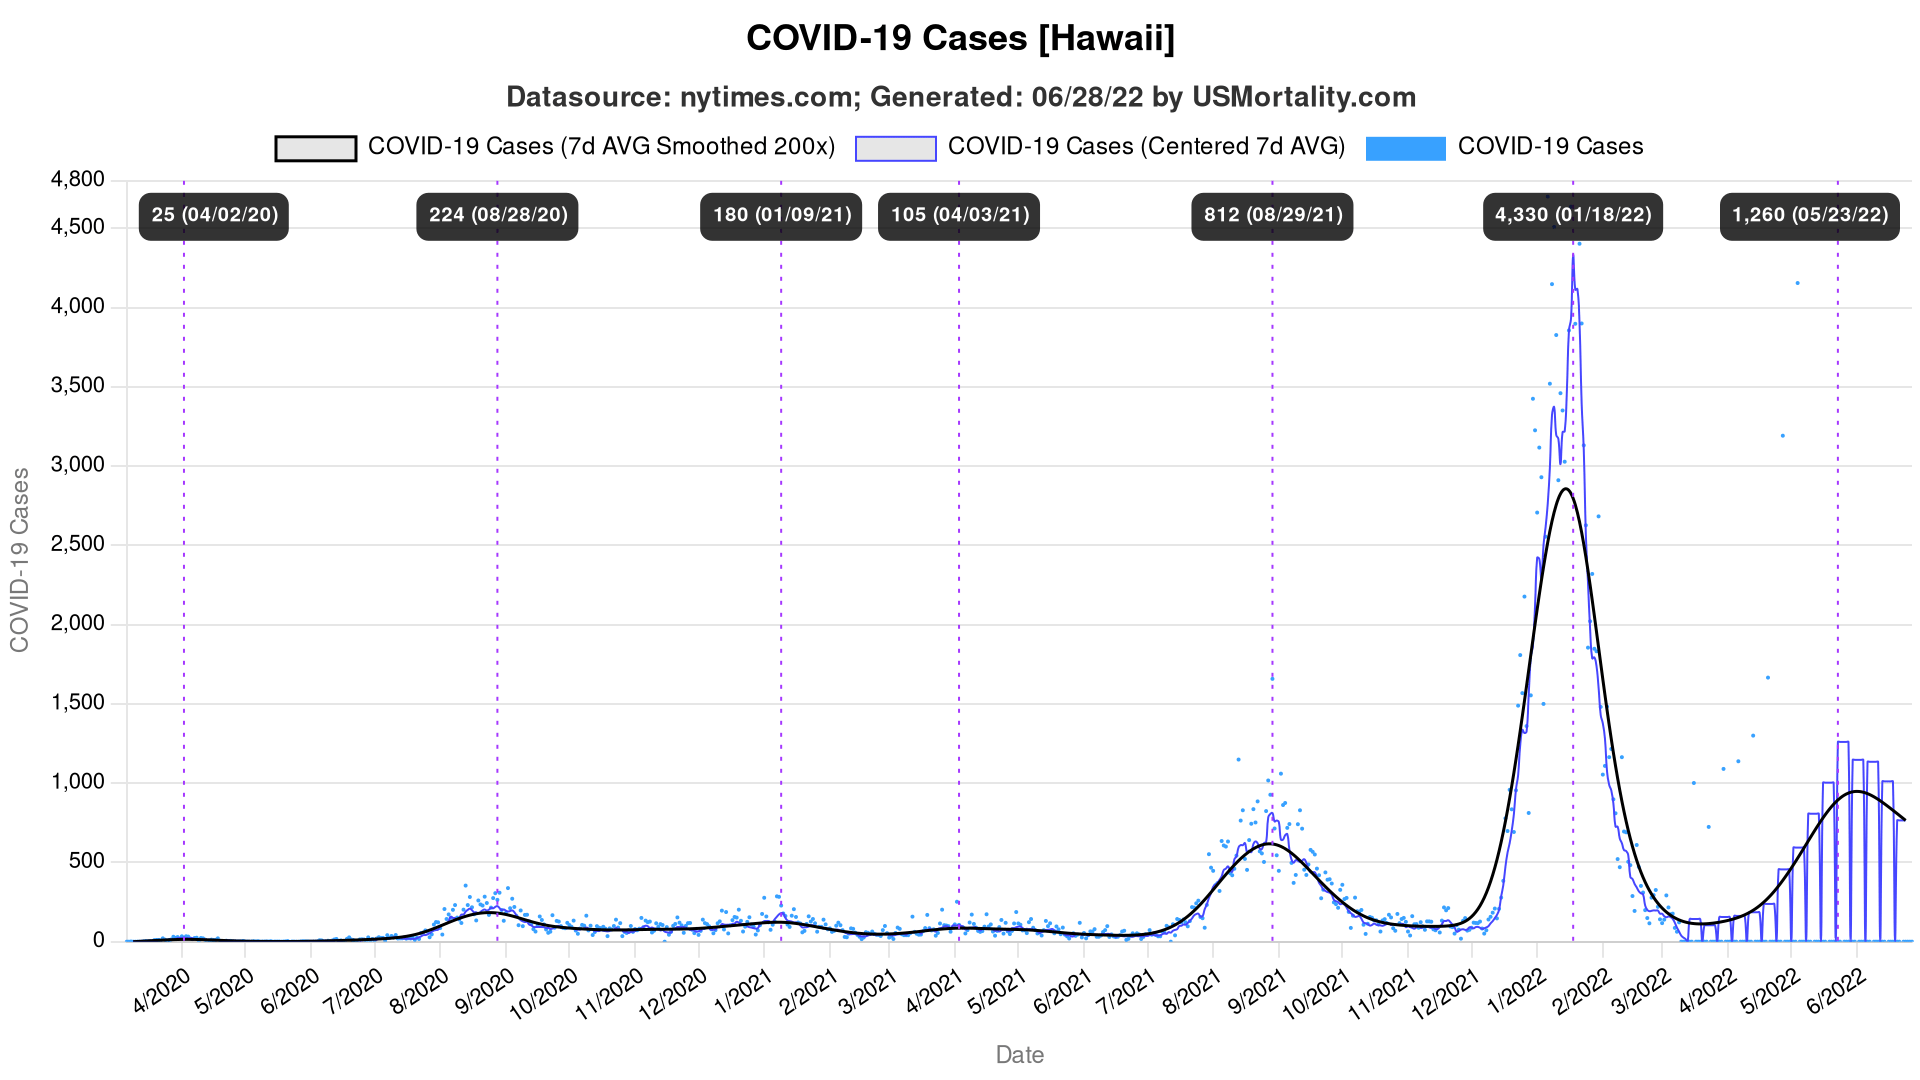 COVID-19 Cases [Hawaii]
Datasource: nytimes.com; Generated: 06/28/22 by USMortality.com
COVID-19 Cases (7d AVG Smoothed 200x) COVID-19 Cases (Centered 7d AVG) COVID-19 Cases
4,800
25 (04/02/20) 224 (08/28/20) 180 (01/09/21) 105 (04/03/21) 812 (08/29/21) 4,330 (01/18/22) 1,260 (05/23/22)
4,500
4,000
3,500
3,000
2,500
2,000
1,500
1,000
500
0
COVID-19 Cases
4/2020 5/2020 6/2020 7/2020 8/2020 9/2020 10/2020 11/2020 12/2020 1/2021 2/2021 3/2021 4/2021 5/2021 6/2021 7/2021 8/2021 9/2021 10/2021 11/2021 12/2021 1/2022 2/2022 3/2022 4/2022 5/2022 6/2022
Date